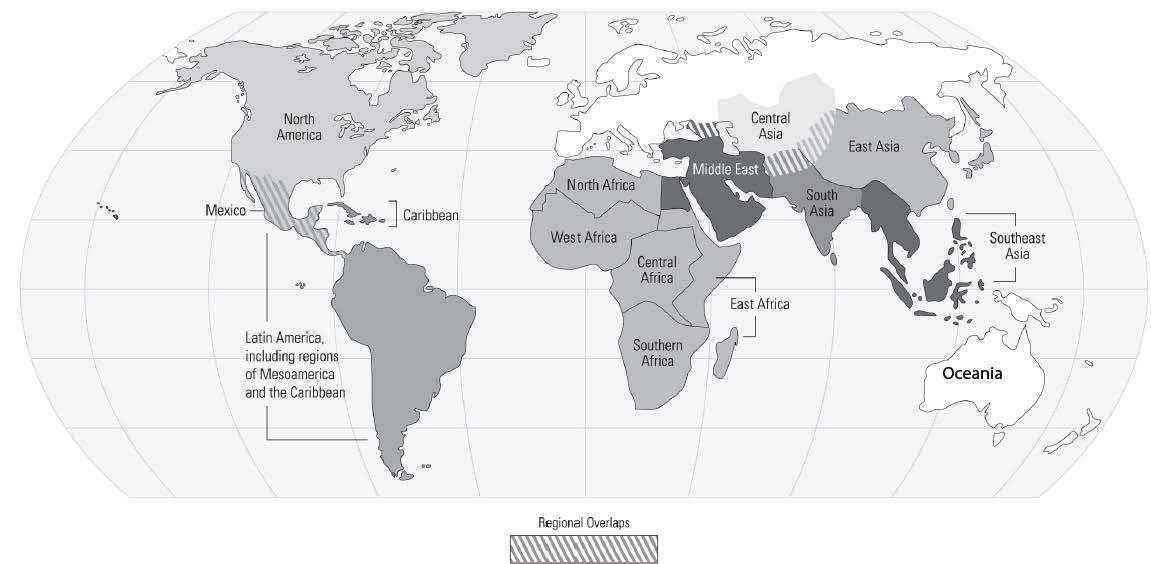 North
America
Mexico
Caribbean
Latin America,
including regions
of Mesoamerica
and the Caribbean
North Africa
West Africa
Central
Africa
East Africa
Southern
Africa
Middle East
Central
Asia
East Asia
South
Asia
Southeast
Asia
Oceania
Regional Overlaps